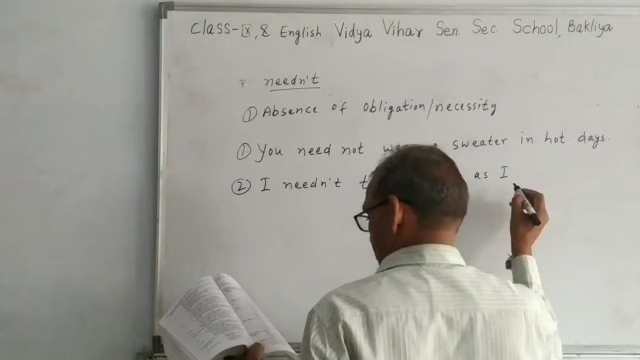 Class-IX, 8 English Vidya Vihar Sen. Sec School, Bakliya
needn't
① Absence of obligation/necessity
① You need not sweater in hot days.
② I needn't as I